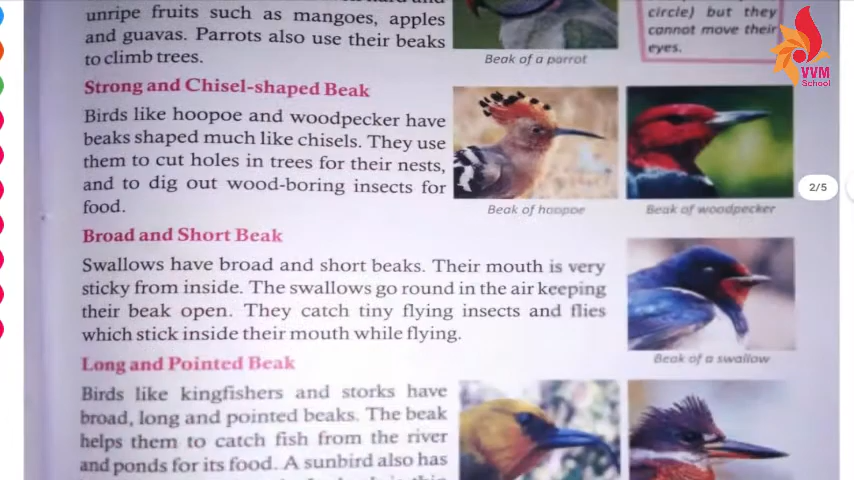 unripe fruits such as mangoes, apples
and guavas. Parrots also use their beaks
to climb trees.
Beak of a parrot
circle) but they
cannot move their
eyes.
VVM
School
Strong and Chisel-shaped Beak
Birds like hoopoe and woodpecker have
beaks shaped much like chisels. They use
them to cut holes in trees for their nests,
and to dig out wood-boring insects for
food.
Beak of hoopoe
Beak of woodpecker
2/5
Broad and Short Beak
Swallows have broad and short beaks. Their mouth is very
sticky from inside. The swallows go round in the air keeping
their beak open. They catch tiny flying insects and flies
which stick inside their mouth while flying.
Beak of a swallow
Long and Pointed Beak
Birds like kingfishers and storks have
broad, long and pointed beaks. The beak
helps them to catch fish from the river
and ponds for its food. A sunbird also has